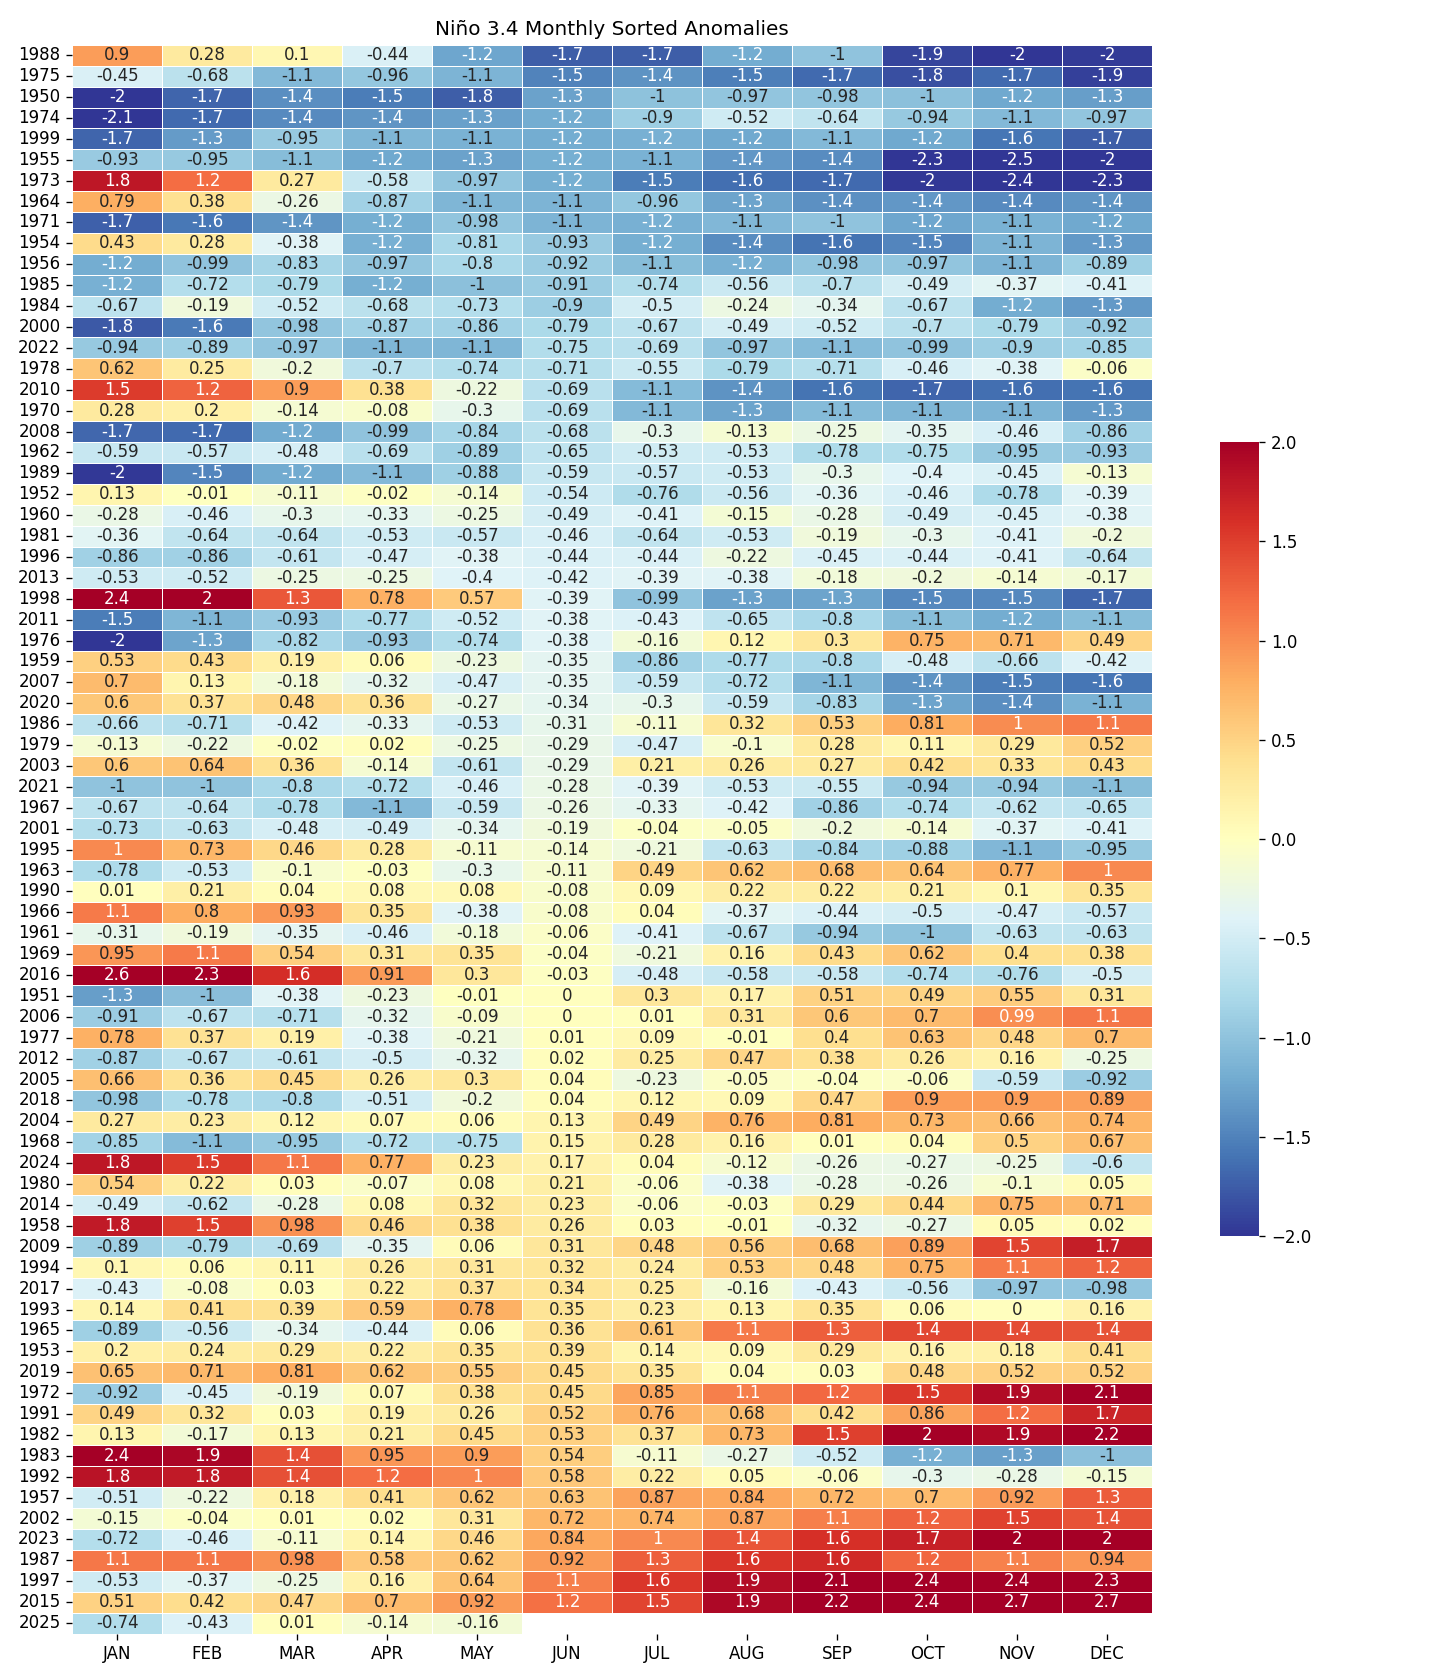 Niño 3.4 Monthly Sorted Anomalies
1988 0.9 0.28 0.1 -0.44 -1.2 -1.7 -1.7 -1.2 -1 -1.9 -2 -2
1975 -0.45 -0.68 -1.1 -0.96 -1.1 -1.5 -1.4 -1.5 -1.7 -1.8 -1.7 -1.9
1950 -2 -1.7 -1.4 -1.5 -1.8 -1.3 -1 -0.97 -0.98 -1 -1.2 -1.3
1974 -2.1 -1.7 -1.4 -1.4 -1.3 -1.2 -0.9 -0.52 -0.64 -0.94 -1.1 -0.97
1999 -1.7 -1.3 -0.95 -1.1 -1.1 -1.2 -1.2 -1.2 -1.1 -1.2 -1.6 -1.7
1955 -0.93 -0.95 -1.1 -1.2 -1.3 -1.2 -1.1 -1.4 -1.4 -2.3 -2.5 -2
1973 1.8 1.2 0.27 -0.58 -0.97 -1.2 -1.5 -1.6 -1.7 -2 -2.4 -2.3
1964 0.79 0.38 -0.26 -0.87 -1.1 -1.1 -0.96 -1.3 -1.4 -1.4 -1.4 -1.4
1971 -1.7 -1.6 -1.4 -1.2 -0.98 -1.1 -1.2 -1.1 -1 -1.2 -1.1 -1.2
1954 0.43 0.28 -0.38 -1.2 -0.81 -0.93 -1.2 -1.4 -1.6 -1.5 -1.1 -1.3
1956 -1.2 -0.99 -0.83 -0.97 -0.8 -0.92 -1.1 -1.2 -0.98 -0.97 -1.1 -0.89
1985 -1.2 -0.72 -0.79 -1.2 -1 -0.91 -0.74 -0.56 -0.7 -0.49 -0.37 -0.41
1984 -0.67 -0.19 -0.52 -0.68 -0.73 -0.9 -0.5 -0.24 -0.34 -0.67 -1.2 -1.3
2000 -1.8 -1.6 -0.98 -0.87 -0.86 -0.79 -0.67 -0.49 -0.52 -0.7 -0.79 -0.92
2022 -0.94 -0.89 -0.97 -1.1 -1.1 -0.75 -0.69 -0.97 -1.1 -0.99 -0.9 -0.85
1978 0.62 0.25 -0.2 -0.7 -0.74 -0.71 -0.55 -0.79 -0.71 -0.46 -0.38 -0.06
2010 1.5 1.2 0.9 0.38 -0.22 -0.69 -1.1 -1.4 -1.6 -1.7 -1.6 -1.6
1970 0.28 0.2 -0.14 -0.08 -0.3 -0.69 -1.1 -1.3 -1.1 -1.1 -1.1 -1.3
2008 -1.7 -1.7 -1.2 -0.99 -0.84 -0.68 -0.3 -0.13 -0.25 -0.35 -0.46 -0.86
1962 -0.59 -0.57 -0.48 -0.69 -0.89 -0.65 -0.57 -0.53 -0.78 -0.75 -0.95 -0.93
1989 -2 -1.5 -1.2 -1.1 -0.88 -0.59 -0.57 -0.53 -0.3 -0.4 -0.45 -0.13
1952 0.13 -0.01 -0.11 -0.02 -0.14 -0.54 -0.76 -0.56 -0.36 -0.46 -0.78 -0.39
1960 -0.28 -0.46 -0.3 -0.33 -0.25 -0.49 -0.41 -0.15 -0.28 -0.49 -0.45 -0.38
1981 -0.36 -0.64 -0.64 -0.53 -0.57 -0.46 -0.64 -0.53 -0.19 -0.3 -0.41 -0.2
1996 -0.86 -0.86 -0.61 -0.47 -0.38 -0.44 -0.44 -0.22 -0.45 -0.44 -0.41 -0.64
2013 -0.53 -0.52 -0.25 -0.25 -0.4 -0.42 -0.39 -0.38 -0.18 -0.2 -0.14 -0.17
1998 2.4 2 1.3 0.78 0.57 -0.39 -0.99 -1.3 -1.3 -1.5 -1.5 -1.7
2011 -1.5 -1.1 -0.93 -0.77 -0.52 -0.38 -0.43 -0.65 -0.8 -1.1 -1.2 -1.1
1976 -2 -1.3 -0.82 -0.93 -0.74 -0.38 -0.16 0.12 0.3 0.75 0.71 0.49
1959 0.53 0.43 0.19 0.06 -0.23 -0.35 -0.86 -0.77 -0.8 -0.48 -0.66 -0.42
2007 0.7 0.13 -0.18 -0.32 -0.47 -0.35 -0.59 -0.72 -1.1 -1.4 -1.5 -1.6
2020 0.6 0.37 0.48 0.36 -0.27 -0.34 -0.3 -0.59 -0.83 -1.3 -1.4 -1.1
1986 -0.66 -0.71 -0.42 -0.33 -0.53 -0.31 -0.11 0.32 0.53 0.81 1 1.1
1979 -0.13 -0.22 -0.02 0.02 -0.25 -0.29 -0.47 -0.1 0.28 0.11 0.29 0.52
2003 0.6 0.64 0.36 -0.14 -0.61 -0.29 0.21 0.26 0.27 0.42 0.33 0.43
2021 -1 -1 -0.8 -0.72 -0.46 -0.28 -0.39 -0.53 -0.55 -0.94 -0.94 -1.1
1967 -0.67 -0.64 -0.78 -1.1 -0.59 -0.26 -0.33 -0.42 -0.86 -0.74 -0.62 -0.65
2001 -0.73 -0.63 -0.48 -0.49 -0.34 -0.19 -0.04 -0.05 -0.2 -0.14 -0.37 -0.41
1995 1 0.73 0.46 0.28 -0.11 -0.14 -0.21 -0.63 -0.84 -0.88 -1.1 -0.95
1963 -0.78 -0.53 -0.1 -0.03 -0.3 -0.11 0.49 0.62 0.68 0.64 0.77 1
1990 0.01 0.21 0.04 0.08 0.08 -0.08 0.09 0.22 0.22 0.21 0.1 0.35
1966 1.1 0.8 0.93 0.35 -0.38 -0.08 0.04 -0.37 -0.44 -0.5 -0.47 -0.57
1961 -0.31 -0.19 -0.35 -0.46 -0.18 -0.06 -0.41 -0.67 -0.94 -1 -0.63 -0.63
1969 0.95 1.1 0.54 0.31 0.35 -0.04 -0.21 0.16 0.43 0.62 0.4 0.38
2016 2.6 2.3 1.6 0.91 0.3 -0.03 -0.48 -0.58 -0.58 -0.74 -0.76 -0.5
1951 -1.3 -1 -0.38 -0.23 -0.01 0 0.3 0.17 0.51 0.49 0.55 0.31
2006 -0.91 -0.67 -0.71 -0.32 -0.09 0 0.01 0.31 0.6 0.7 0.99 1.1
1977 0.78 0.37 0.19 -0.38 -0.21 0.01 0.09 -0.01 0.4 0.63 0.48 0.7
2012 -0.87 -0.67 -0.61 -0.5 -0.32 0.02 0.25 0.47 0.38 0.26 0.16 -0.25
2005 0.66 0.36 0.45 0.26 0.3 0.04 -0.23 -0.05 -0.04 -0.06 -0.59 -0.92
2018 -0.98 -0.78 -0.8 -0.51 -0.2 0.04 0.12 0.09 0.47 0.9 0.9 0.89
2004 0.27 0.23 0.12 0.07 0.06 0.13 0.49 0.76 0.81 0.73 0.66 0.74
1968 -0.85 -1.1 -0.95 -0.72 -0.75 0.15 0.28 0.16 0.01 0.04 0.5 0.67
2024 1.8 1.5 1.1 0.77 0.23 0.17 0.04 -0.12 -0.26 -0.27 -0.25 -0.6
1980 0.54 0.22 0.03 -0.07 0.08 0.21 -0.06 -0.38 -0.28 -0.26 -0.1 0.05
2014 -0.49 -0.62 -0.28 0.08 0.32 0.23 -0.06 -0.03 0.29 0.44 0.75 0.71
1958 1.8 1.5 0.98 0.46 0.38 0.26 0.03 -0.01 -0.32 -0.27 0.05 0.02
2009 -0.89 -0.79 -0.69 -0.35 0.06 0.31 0.48 0.56 0.68 0.89 1.5 1.7
1994 0.1 0.06 0.11 0.26 0.31 0.32 0.24 0.53 0.48 0.75 1.1 1.2
2017 -0.43 -0.08 0.03 0.22 0.37 0.34 0.25 -0.16 -0.43 -0.56 -0.97 -0.98
1993 0.14 0.41 0.39 0.59 0.78 0.35 0.23 0.13 0.35 0.06 0 0.16
1965 -0.89 -0.56 -0.34 -0.44 0.06 0.36 0.61 1.1 1.3 1.4 1.4 1.4
1953 0.2 0.24 0.29 0.22 0.35 0.39 0.14 0.09 0.29 0.16 0.18 0.41
2019 0.65 0.71 0.81 0.62 0.55 0.45 0.35 0.04 0.03 0.48 0.52 0.52
1972 -0.92 -0.45 -0.19 0.07 0.38 0.45 0.85 1.1 1.2 1.5 1.9 2.1
1991 0.49 0.32 0.03 0.19 0.26 0.52 0.76 0.68 0.42 0.86 1.2 1.7
1982 0.13 -0.17 0.13 0.21 0.45 0.53 0.37 0.73 1.5 2 1.9 2.2
1983 2.4 1.9 1.4 0.95 0.9 0.54 -0.11 -0.27 -0.52 -1.2 -1.3 -1
1992 1.8 1.8 1.4 1.2 1 0.58 0.22 0.05 -0.06 -0.3 -0.28 -0.15
1957 -0.51 -0.22 0.18 0.41 0.62 0.63 0.87 0.84 0.72 0.7 0.92 1.3
2002 -0.15 -0.04 0.01 0.02 0.31 0.72 0.74 0.87 1.1 1.2 1.5 1.4
2023 -0.72 -0.46 -0.11 0.14 0.46 0.84 1 1.4 1.6 1.7 2 2
1987 1.1 1.1 0.98 0.58 0.62 0.92 1.3 1.6 1.6 1.2 1.1 0.94
1997 -0.53 -0.37 -0.25 0.16 0.64 1.1 1.6 1.9 2.1 2.4 2.4 2.3
2015 0.51 0.42 0.47 0.7 0.92 1.2 1.5 1.9 2.2 2.4 2.7 2.7
2025 -0.74 -0.43 0.01 -0.14 -0.16
JAN FEB MAR APR MAY JUN JUL AUG SEP OCT NOV DEC
2.0
1.5
1.0
0.5
0.0
−0.5
−1.0
−1.5
−2.0